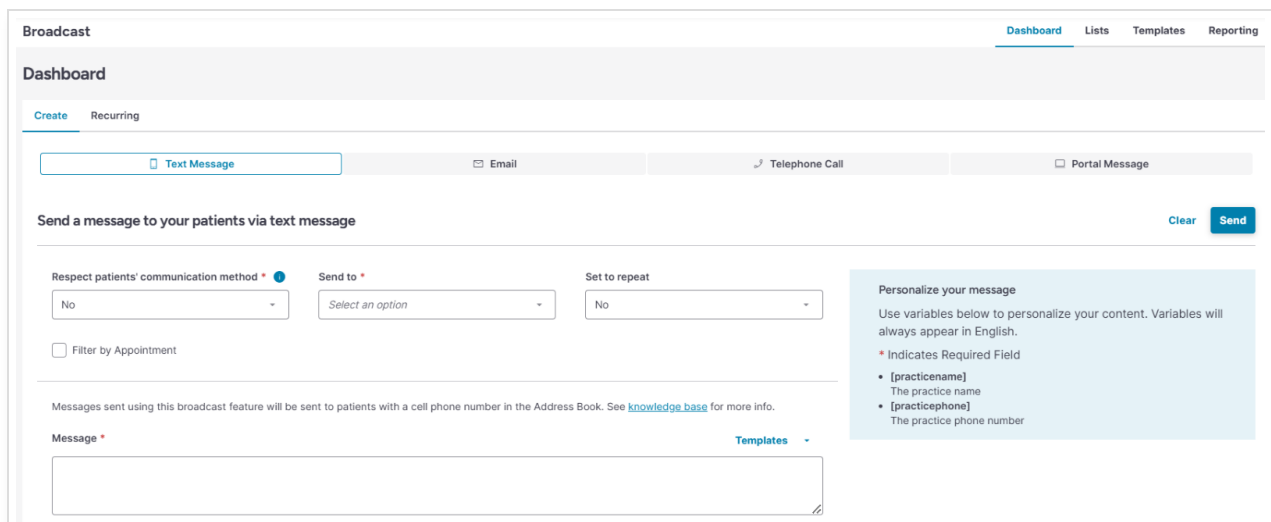 Broadcast
Dashboard Lists Templates Reporting
Dashboard
Create Recurring
Text Message Email Telephone Call Portal Message
Send a message to your patients via text message
Clear Send
Respect patients' communication method * i Send to * Set to repeat
No Select an option No
Filter by Appointment
Personalize your message
Use variables below to personalize your content. Variables will
always appear in English.
* Indicates Required Field
• [practicename]
The practice name
• [practicephone]
The practice phone number
Messages sent using this broadcast feature will be sent to patients with a cell phone number in the Address Book. See knowledge base for more info.
Message * Templates